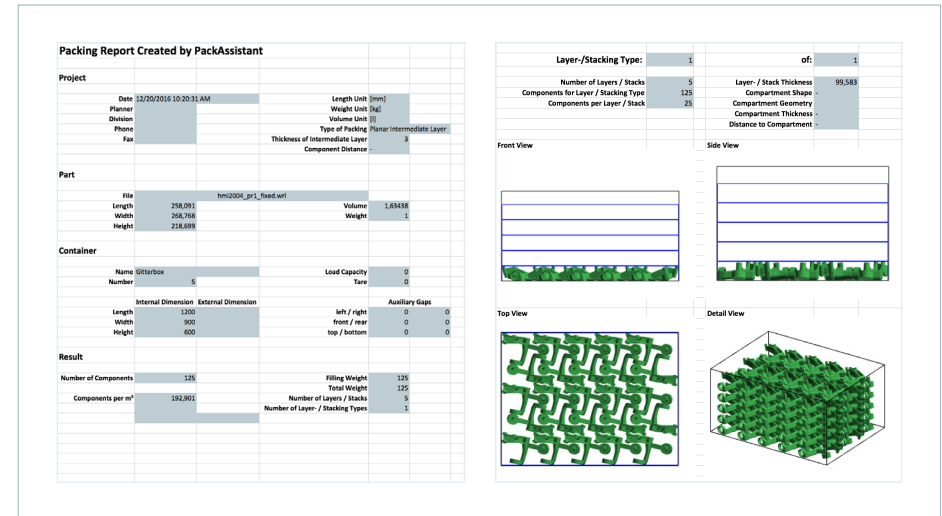 Packing Report Created by PackAssistant
Project
Date 12/20/2016 10:20:31 AM Length Unit [mm]
Planner Weight Unit [kg]
Division Volume Unit [l]
Phone Type of Packing Planar Intermediate Layer
Fax Thickness of Intermediate Layer 3
Component Distance -
Part
File hmi2004_pr1_fixed.wrl
Length 258,091 Volume 1,63438
Width 268,768 Weight 1
Height 218,699
Container
Name Gitterbox Load Capacity 0
Number 5 Tare 0
Internal Dimension External Dimension Auxiliary Gaps
Length 1200 left / right 0 0
Width 900 front / rear 0 0
Height 600 top / bottom 0 0
Result
Number of Components 125 Filling Weight 125
Total Weight 125
Components per m³ 192,901 Number of Layers / Stacks 5
Number of Layer- / Stacking Types 1
Layer-/Stacking Type: 1 of: 1
Number of Layers / Stacks 5 Layer- / Stack Thickness 99,583
Components for Layer / Stacking Type 125 Compartment Shape -
Components per Layer / Stack 25 Compartment Geometry
Compartment Thickness -
Distance to Compartment -
Front View Side View
Top View Detail View